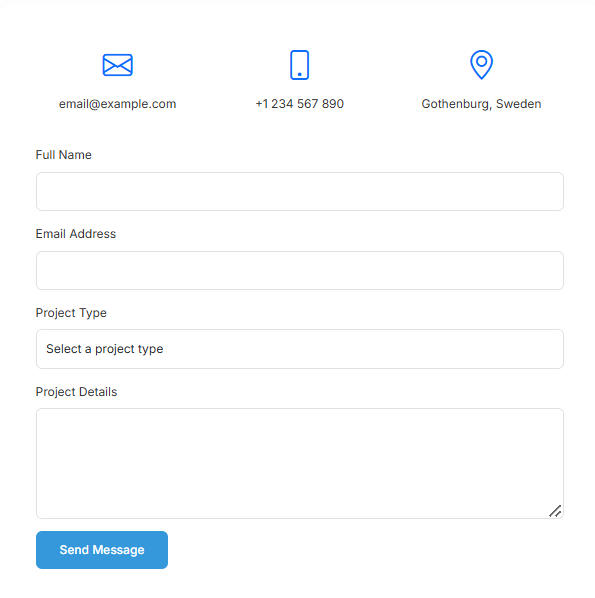 email@example.com +1 234 567 890 Gothenburg, Sweden
Full Name
Email Address
Project Type
Select a project type
Project Details
Send Message